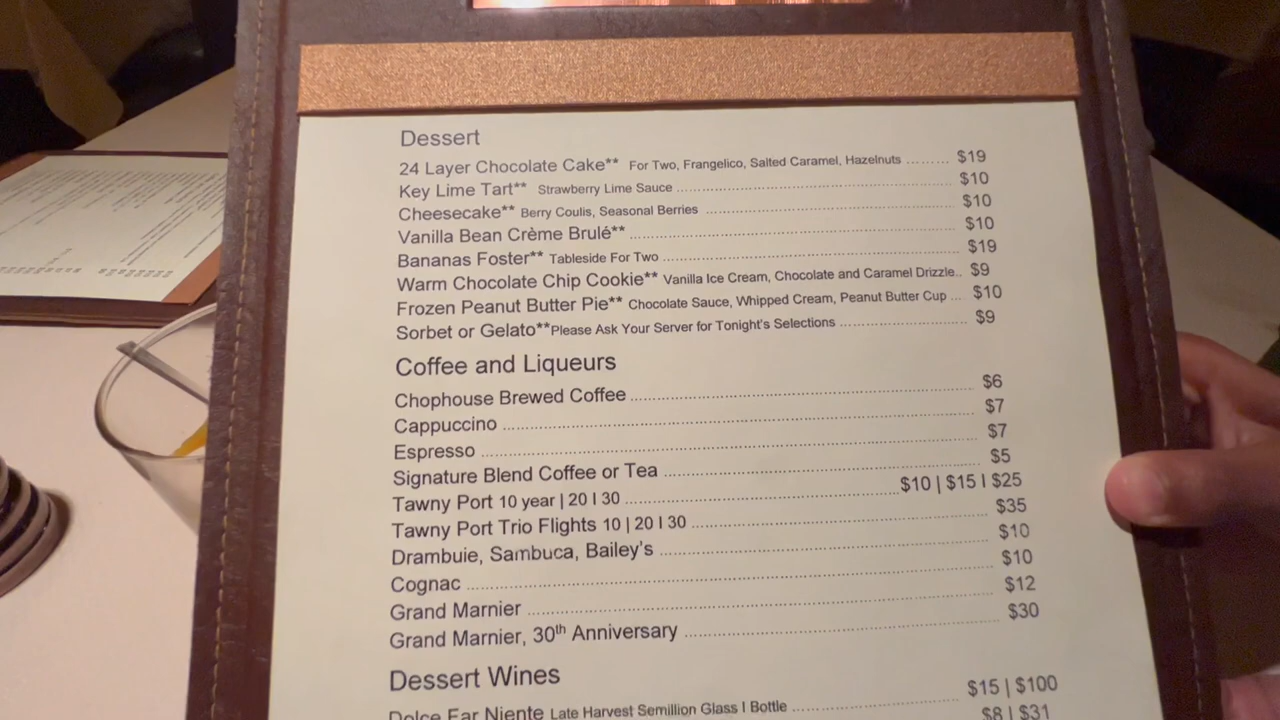 Dessert
24 Layer Chocolate Cake** For Two, Frangelico, Salted Caramel, Hazelnuts ......... $19
Key Lime Tart** Strawberry Lime Sauce ... $10
Cheesecake** Berry Coulis, Seasonal Berries ... $10
Vanilla Bean Crème Brulé** ... $10
Bananas Foster** Tableside For Two ... $19
Warm Chocolate Chip Cookie** Vanilla Ice Cream, Chocolate and Caramel Drizzle.. $9
Frozen Peanut Butter Pie** Chocolate Sauce, Whipped Cream, Peanut Butter Cup ... $10
Sorbet or Gelato**Please Ask Your Server for Tonight's Selections ... $9
Coffee and Liqueurs
Chophouse Brewed Coffee ... $6
Cappuccino ... $7
Espresso ... $7
Signature Blend Coffee or Tea ... $5
Tawny Port 10 year | 20 I 30 ... $10 | $15 I $25
Tawny Port Trio Flights 10 | 20 I 30 ... $35
Drambuie, Sambuca, Bailey's ... $10
Cognac ... $10
Grand Marnier ... $12
Grand Marnier, 30th Anniversary ... $30
Dessert Wines
Dolce Far Niente Late Harvest Semillion Glass I Bottle ... $15 | $100
$8 | $31